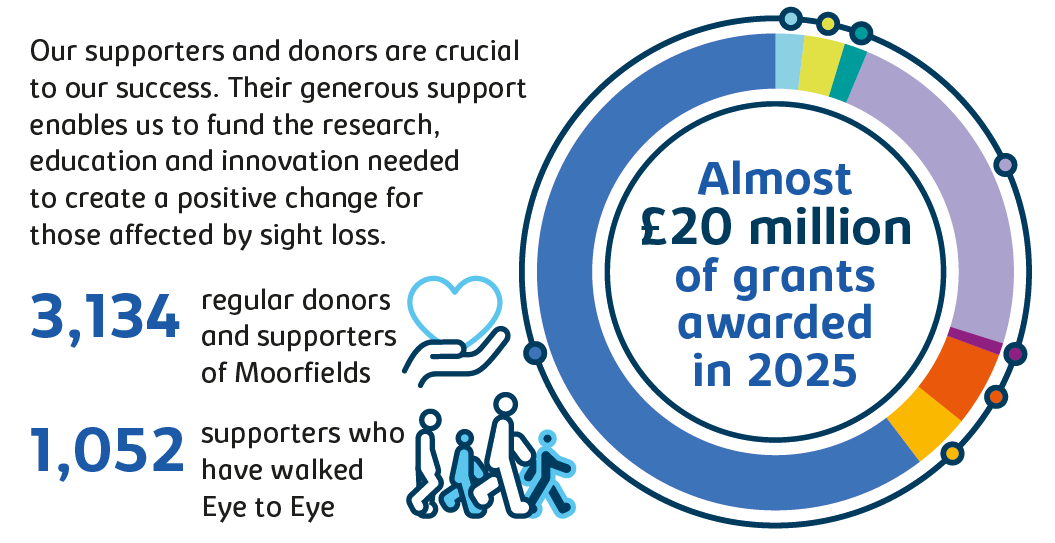 Our supporters and donors are crucial
to our success. Their generous support
enables us to fund the research,
education and innovation needed
to create a positive change for
those affected by sight loss.
3,134
regular donors
and supporters
of Moorfields
1,052
supporters who
have walked
Eye to Eye
Almost
£20 million
of grants
awarded
in 2025